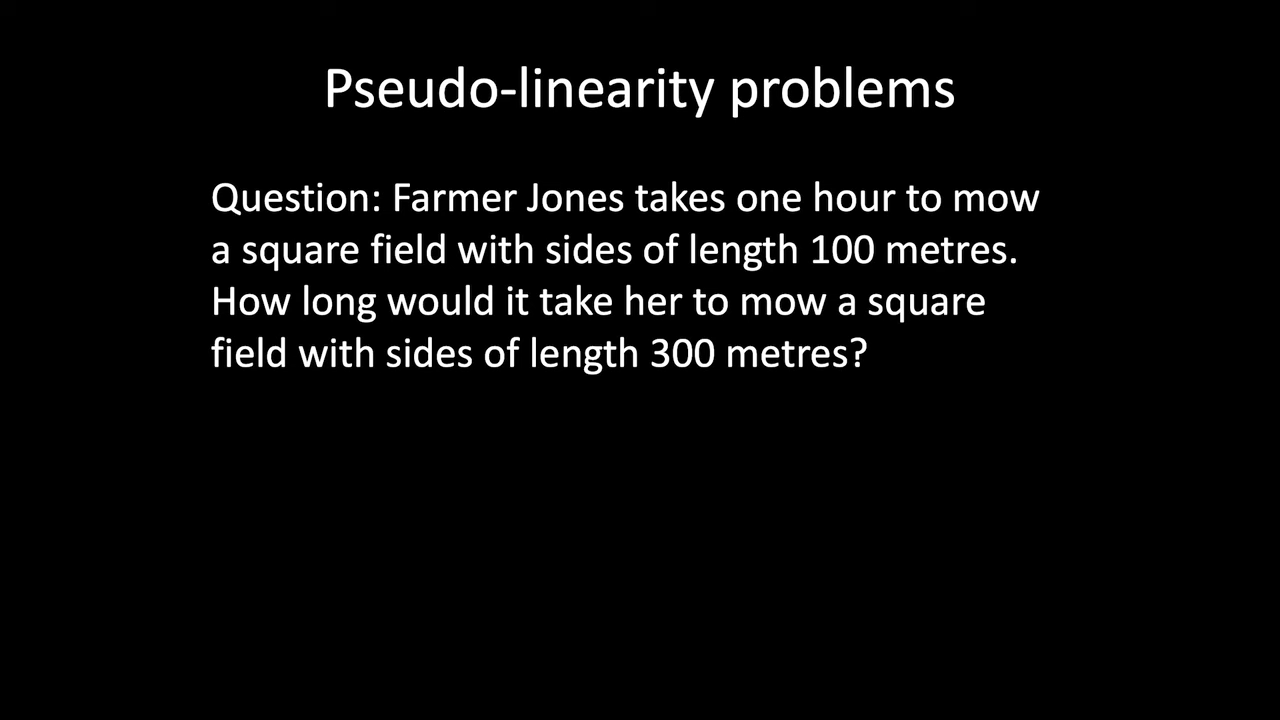 Pseudo-linearity problems
Question: Farmer Jones takes one hour to mow
a square field with sides of length 100 metres.
How long would it take her to mow a square
field with sides of length 300 metres?